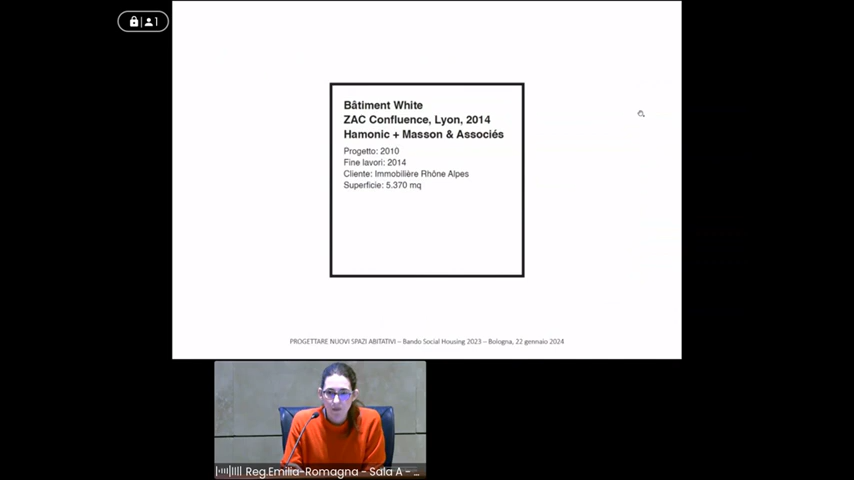 1
Bâtiment White
ZAC Confluence, Lyon, 2014
Hamonic + Masson & Associés
Progetto: 2010
Fine lavori: 2014
Cliente: Immobilière Rhône Alpes
Superficie: 5.370 mq
PROGETTARE NUOVI SPAZI ABITATIVI – Bando Social Housing 2023 – Bologna, 22 gennaio 2024
Reg.Emilia-Romagna - Sala A - ...